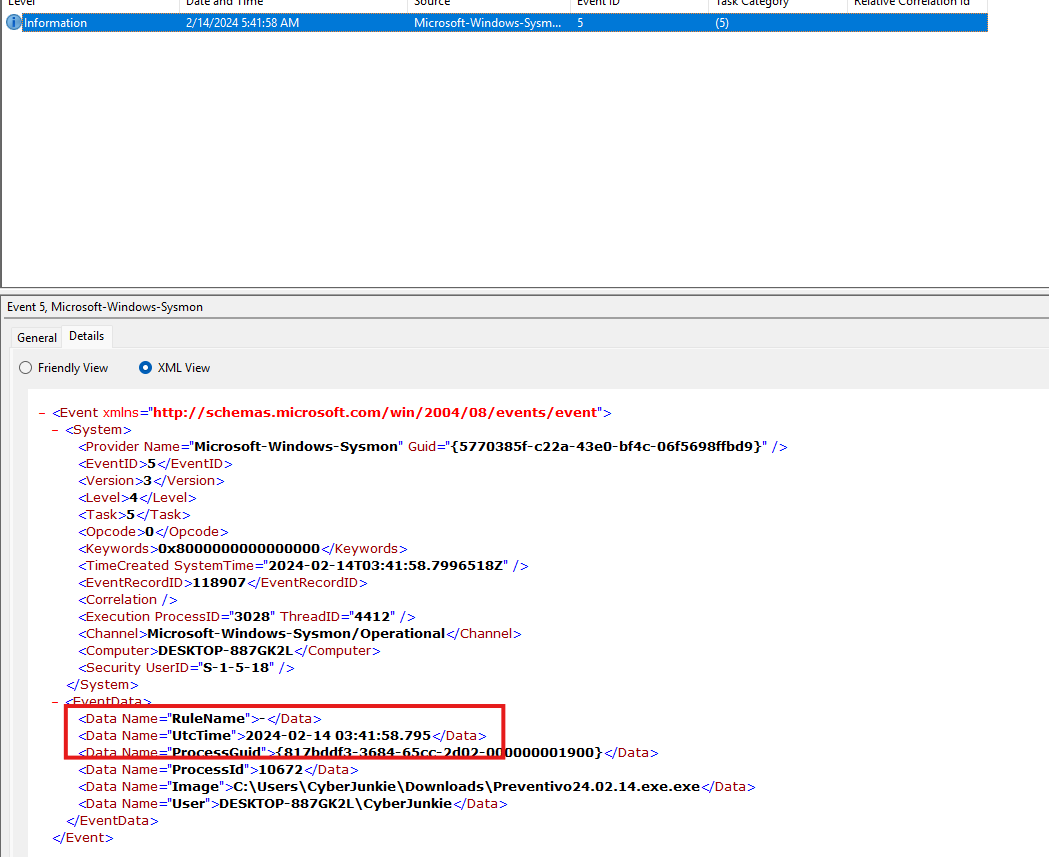 Level Date and Time Source Event ID Task Category Relative Correlation Id
Information 2/14/2024 5:41:58 AM Microsoft-Windows-Sysm... 5 (5)
Event 5, Microsoft-Windows-Sysmon
General Details
Friendly View XML View
- <Event xmlns="http://schemas.microsoft.com/win/2004/08/events/event">
- <System>
<Provider Name="Microsoft-Windows-Sysmon" Guid="{5770385f-c22a-43e0-bf4c-06f5698ffbd9}" />
<EventID>5</EventID>
<Version>3</Version>
<Level>4</Level>
<Task>5</Task>
<Opcode>0</Opcode>
<Keywords>0x8000000000000000</Keywords>
<TimeCreated SystemTime="2024-02-14T03:41:58.7996518Z" />
<EventRecordID>118907</EventRecordID>
<Correlation />
<Execution ProcessID="3028" ThreadID="4412" />
<Channel>Microsoft-Windows-Sysmon/Operational</Channel>
<Computer>DESKTOP-887GK2L</Computer>
<Security UserID="S-1-5-18" />
</System>
- <EventData>
<Data Name="RuleName">-</Data>
<Data Name="UtcTime">2024-02-14 03:41:58.795</Data>
<Data Name="ProcessGuid">{817bddf3-3684-65cc-2d02-000000001900}</Data>
<Data Name="ProcessId">10672</Data>
<Data Name="Image">C:\Users\CyberJunkie\Downloads\Preventivo24.02.14.exe.exe</Data>
<Data Name="User">DESKTOP-887GK2L\CyberJunkie</Data>
</EventData>
</Event>